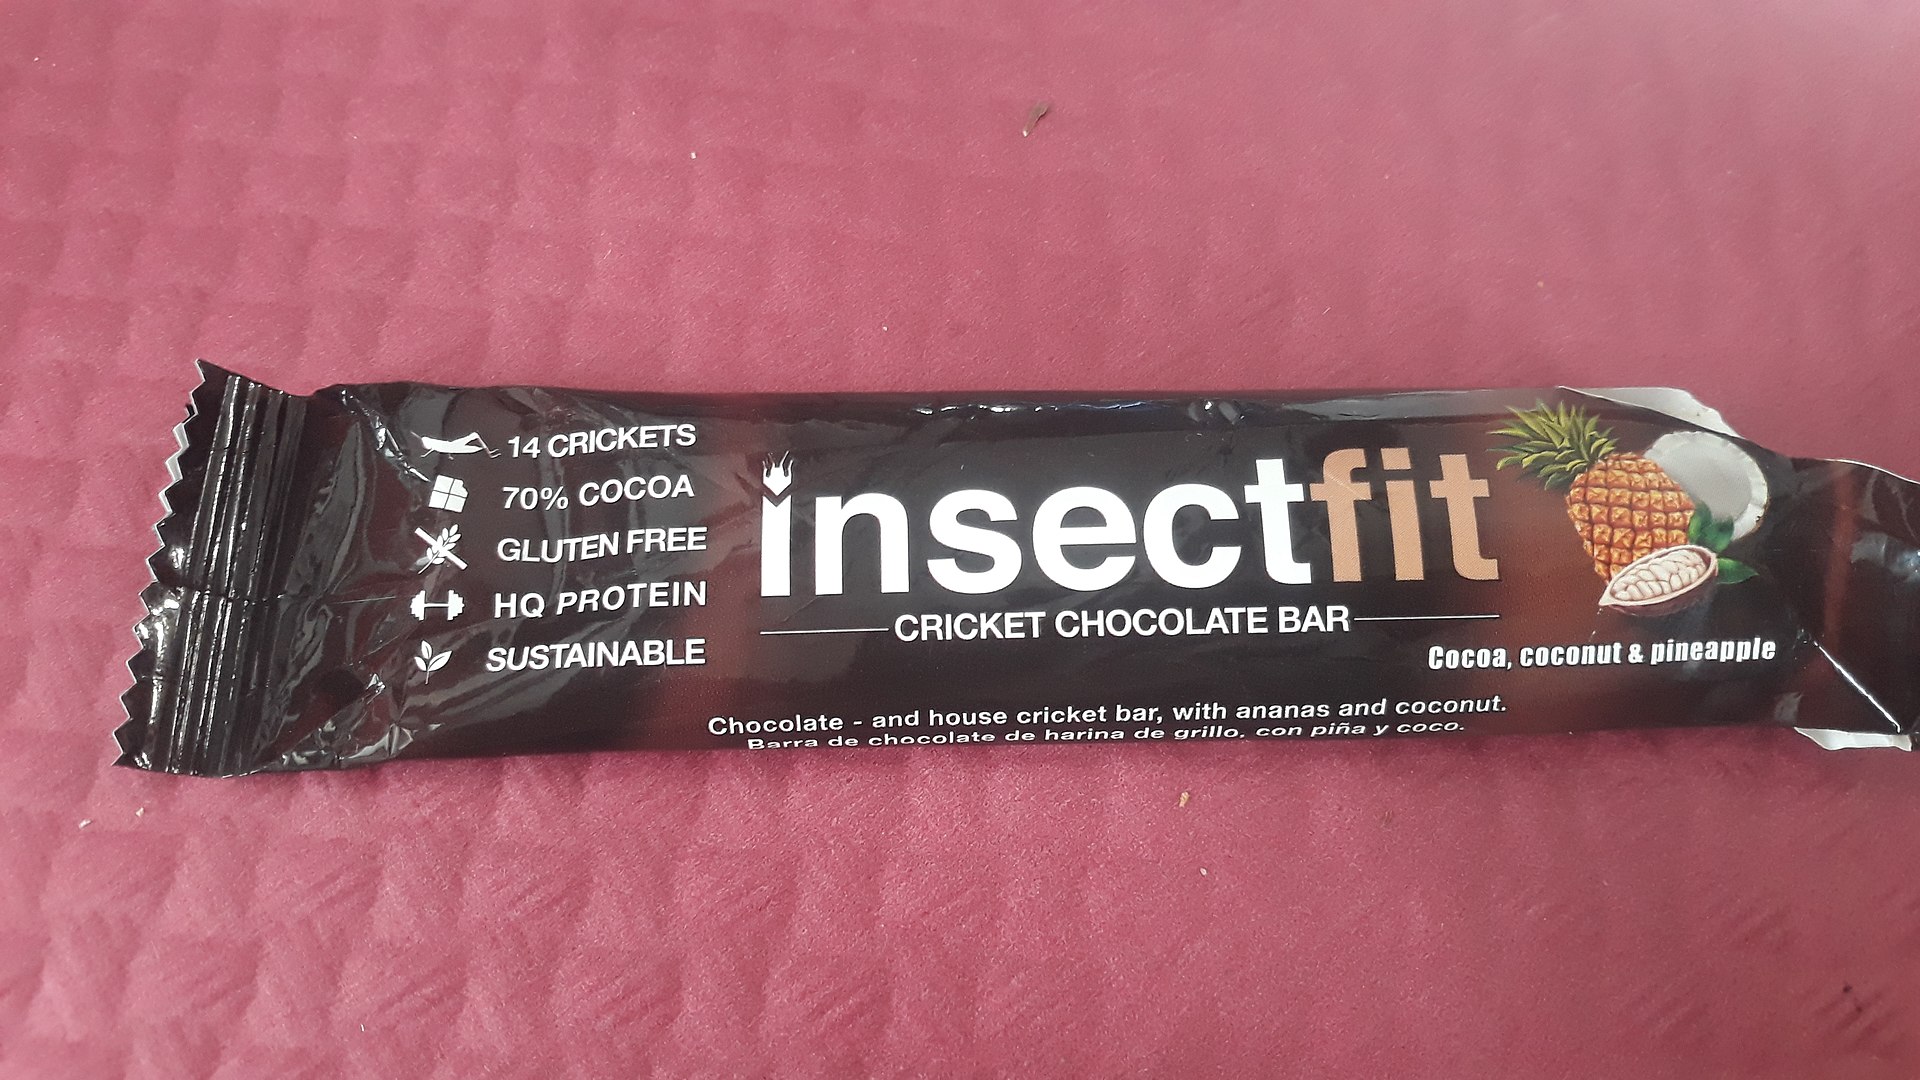 14 CRICKETS
70% COCOA
GLUTEN FREE
HQ PROTEIN
SUSTAINABLE
insectfit
CRICKET CHOCOLATE BAR
Cocoa, coconut & pineapple
Chocolate - and house cricket bar, with ananas and coconut.
Barra de chocolate de harina de grillo, con piña y coco.